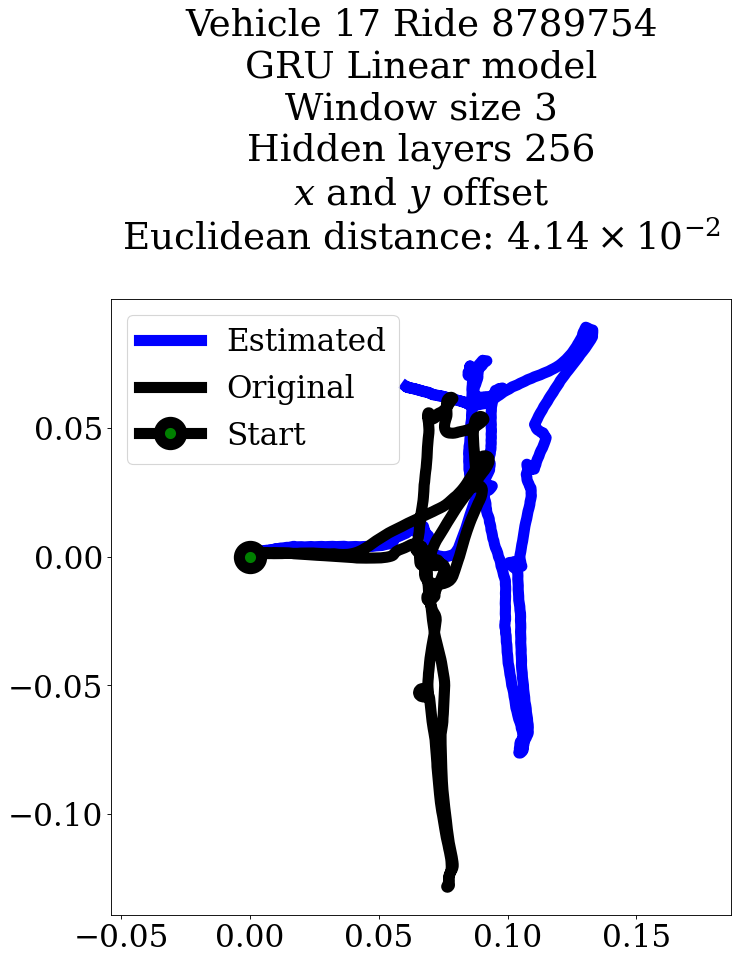 Vehicle 17 Ride 8789754
GRU Linear model
Window size 3
Hidden layers 256
x and y offset
Euclidean distance: 4.14 × 10⁻²
Estimated
Original
Start
0.05
0.00
−0.05
−0.10
−0.05 0.00 0.05 0.10 0.15